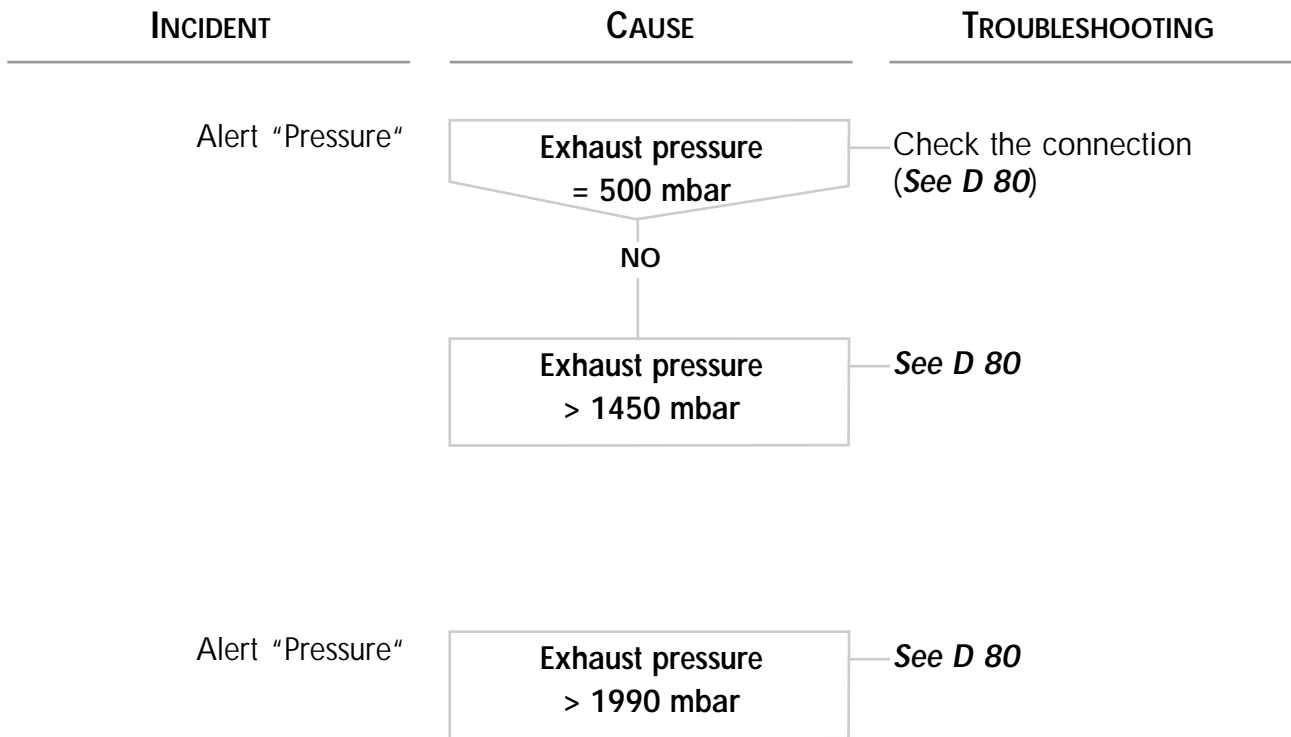 INCIDENT
CAUSE
TROUBLESHOOTING
Alert "Pressure"
Exhaust pressure
= 500 mbar
Check the connection
(See D 80)
NO
Exhaust pressure
> 1450 mbar
See D 80
Alert "Pressure"
Exhaust pressure
> 1990 mbar
See D 80